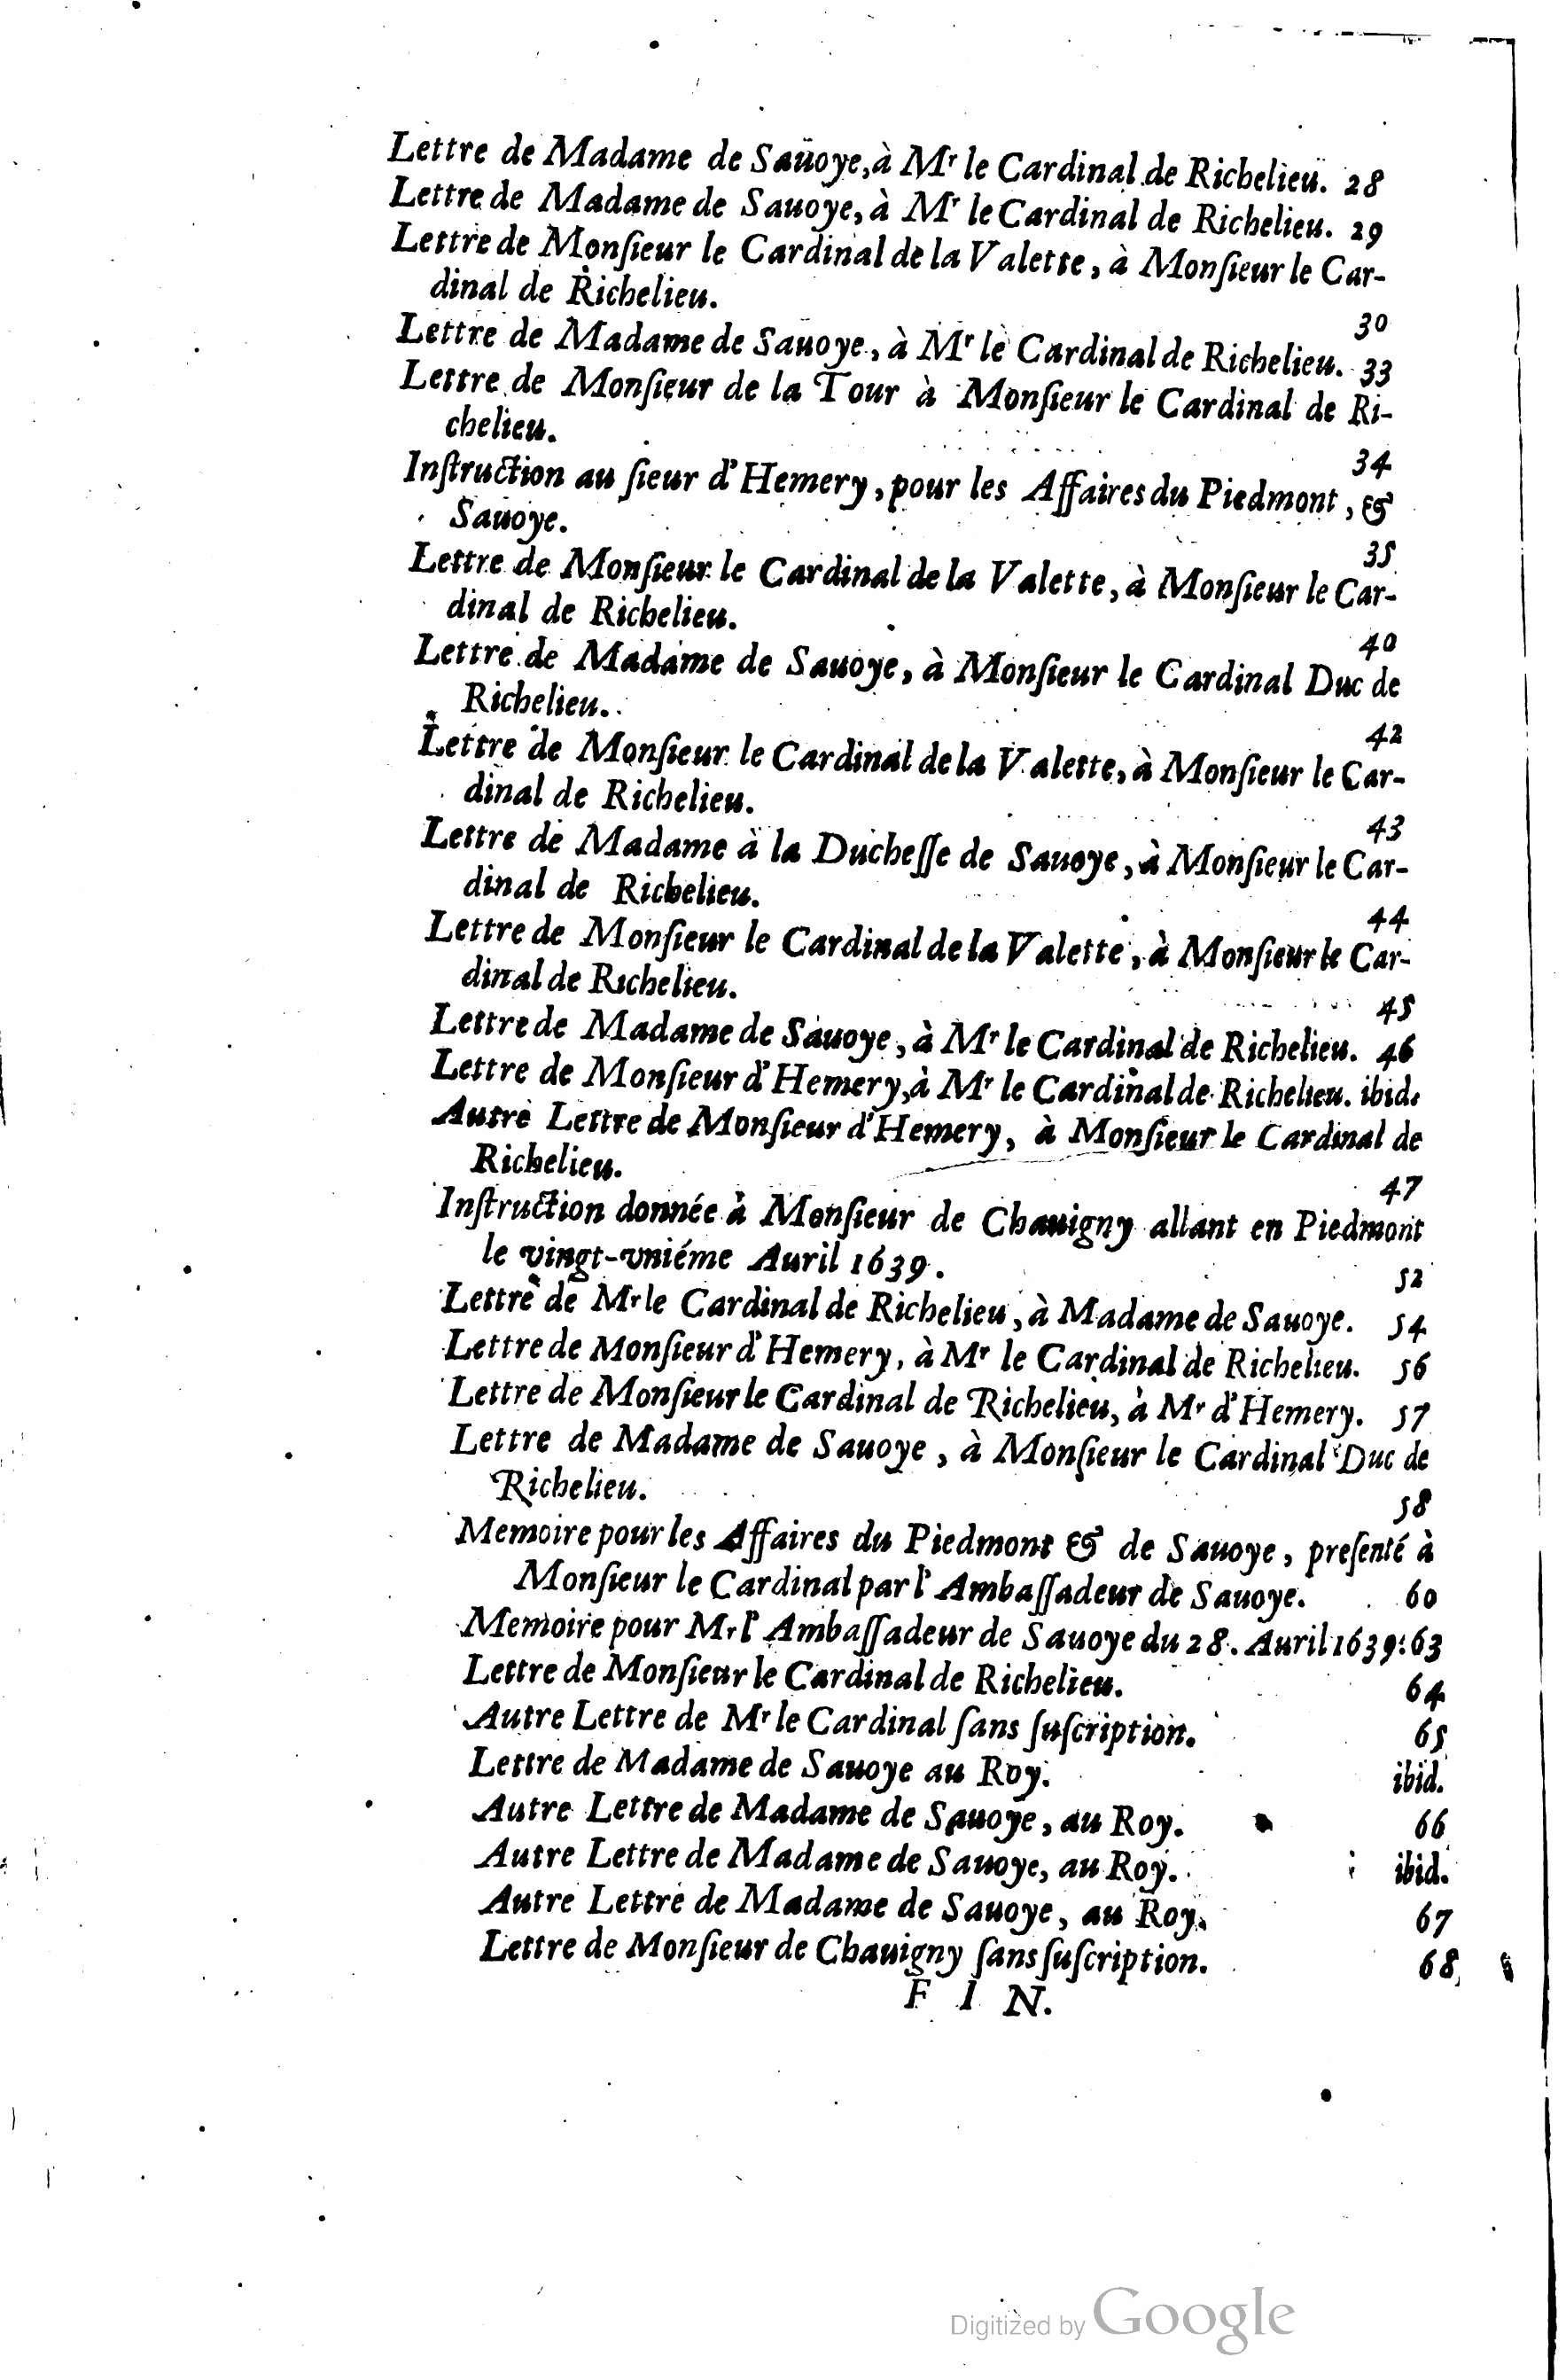 Lettre de Madame de Sauoye, à Mr le Cardinal de Richelieu. 28
Lettre de Madame de Sauoye, à Mr le Cardinal de Richelieu. 29
Lettre de Monſieur le Cardinal de la Valette, à Monſieur le Car-
dinal de Richelieu. 30
Lettre de Madame de Sauoye, à Mr le Cardinal de Richelieu. 33
Lettre de Monſieur de la Tour à Monſieur le Cardinal de Ri-
chelieu. 34
Inſtruction au ſieur d'Hemery, pour les Affaires du Piedmont, &
Sauoye. 35
Lettre de Monſieur le Cardinal de la Valette, à Monſieur le Car-
dinal de Richelieu. 40
Lettre de Madame de Sauoye, à Monſieur le Cardinal Duc de
Richelieu. 42
Lettre de Monſieur le Cardinal de la Valette, à Monſieur le Car-
dinal de Richelieu. 43
Lettre de Madame à la Ducheſſe de Sauoye, à Monſieur le Car-
dinal de Richelieu. 44
Lettre de Monſieur le Cardinal de la Valette, à Monſieur le Car-
dinal de Richelieu. 45
Lettre de Madame de Sauoye, à Mr le Cardinal de Richelieu. 46
Lettre de Monſieur d'Hemery, à Mr le Cardinal de Richelieu. ibid.
Autre Lettre de Monſieur d'Hemery, à Monſieur le Cardinal de
Richelieu. 47
Inſtruction donnée à Monſieur de Chauigny allant en Piedmont
le vingt-vniéme Auril 1639. 52
Lettre de Mr le Cardinal de Richelieu, à Madame de Sauoye. 54
Lettre de Monſieur d'Hemery, à Mr le Cardinal de Richelieu. 56
Lettre de Monſieur le Cardinal de Richelieu, à Mr d'Hemery. 57
Lettre de Madame de Sauoye, à Monſieur le Cardinal Duc de
Richelieu. 58
Memoire pour les Affaires du Piedmont & de Sauoye, preſenté à
Monſieur le Cardinal par l'Ambaſſadeur de Sauoye. 60
Memoire pour Mr l'Ambaſſadeur de Sauoye du 28. Auril 1639. 63
Lettre de Monſieur le Cardinal de Richelieu. 64
Autre Lettre de Mr le Cardinal ſans ſuſcription. 65
Lettre de Madame de Sauoye au Roy. ibid.
Autre Lettre de Madame de Sauoye, au Roy. 66
Autre Lettre de Madame de Sauoye, au Roy. ibid.
Autre Lettre de Madame de Sauoye, au Roy. 67
Lettre de Monſieur de Chauigny ſans ſuſcription. 68
F I N.
Digitized by Google